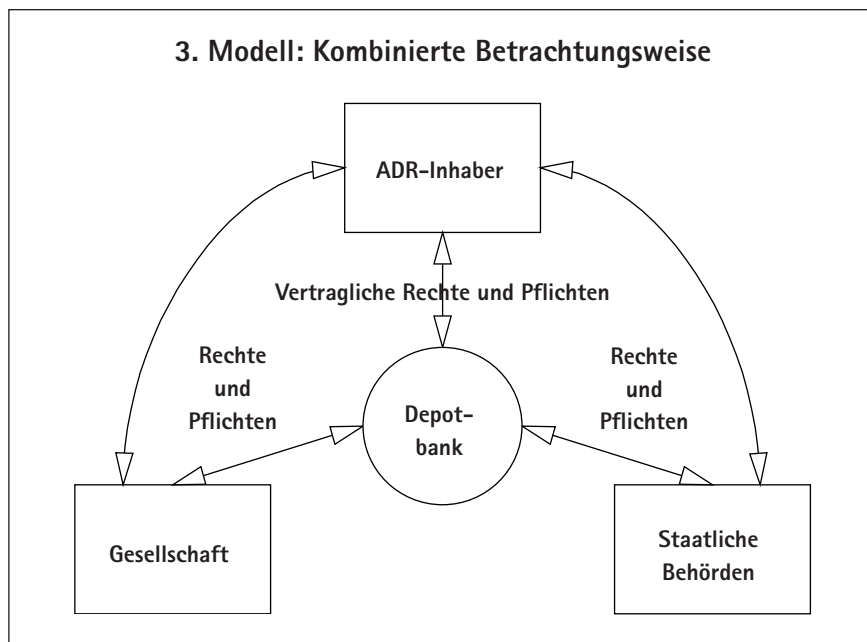 3. Modell: Kombinierte Betrachtungsweise
ADR-Inhaber
Vertragliche Rechte und Pflichten
Rechte
und
Pflichten
Rechte
und
Pflichten
Depot-
bank
Gesellschaft
Staatliche
Behörden